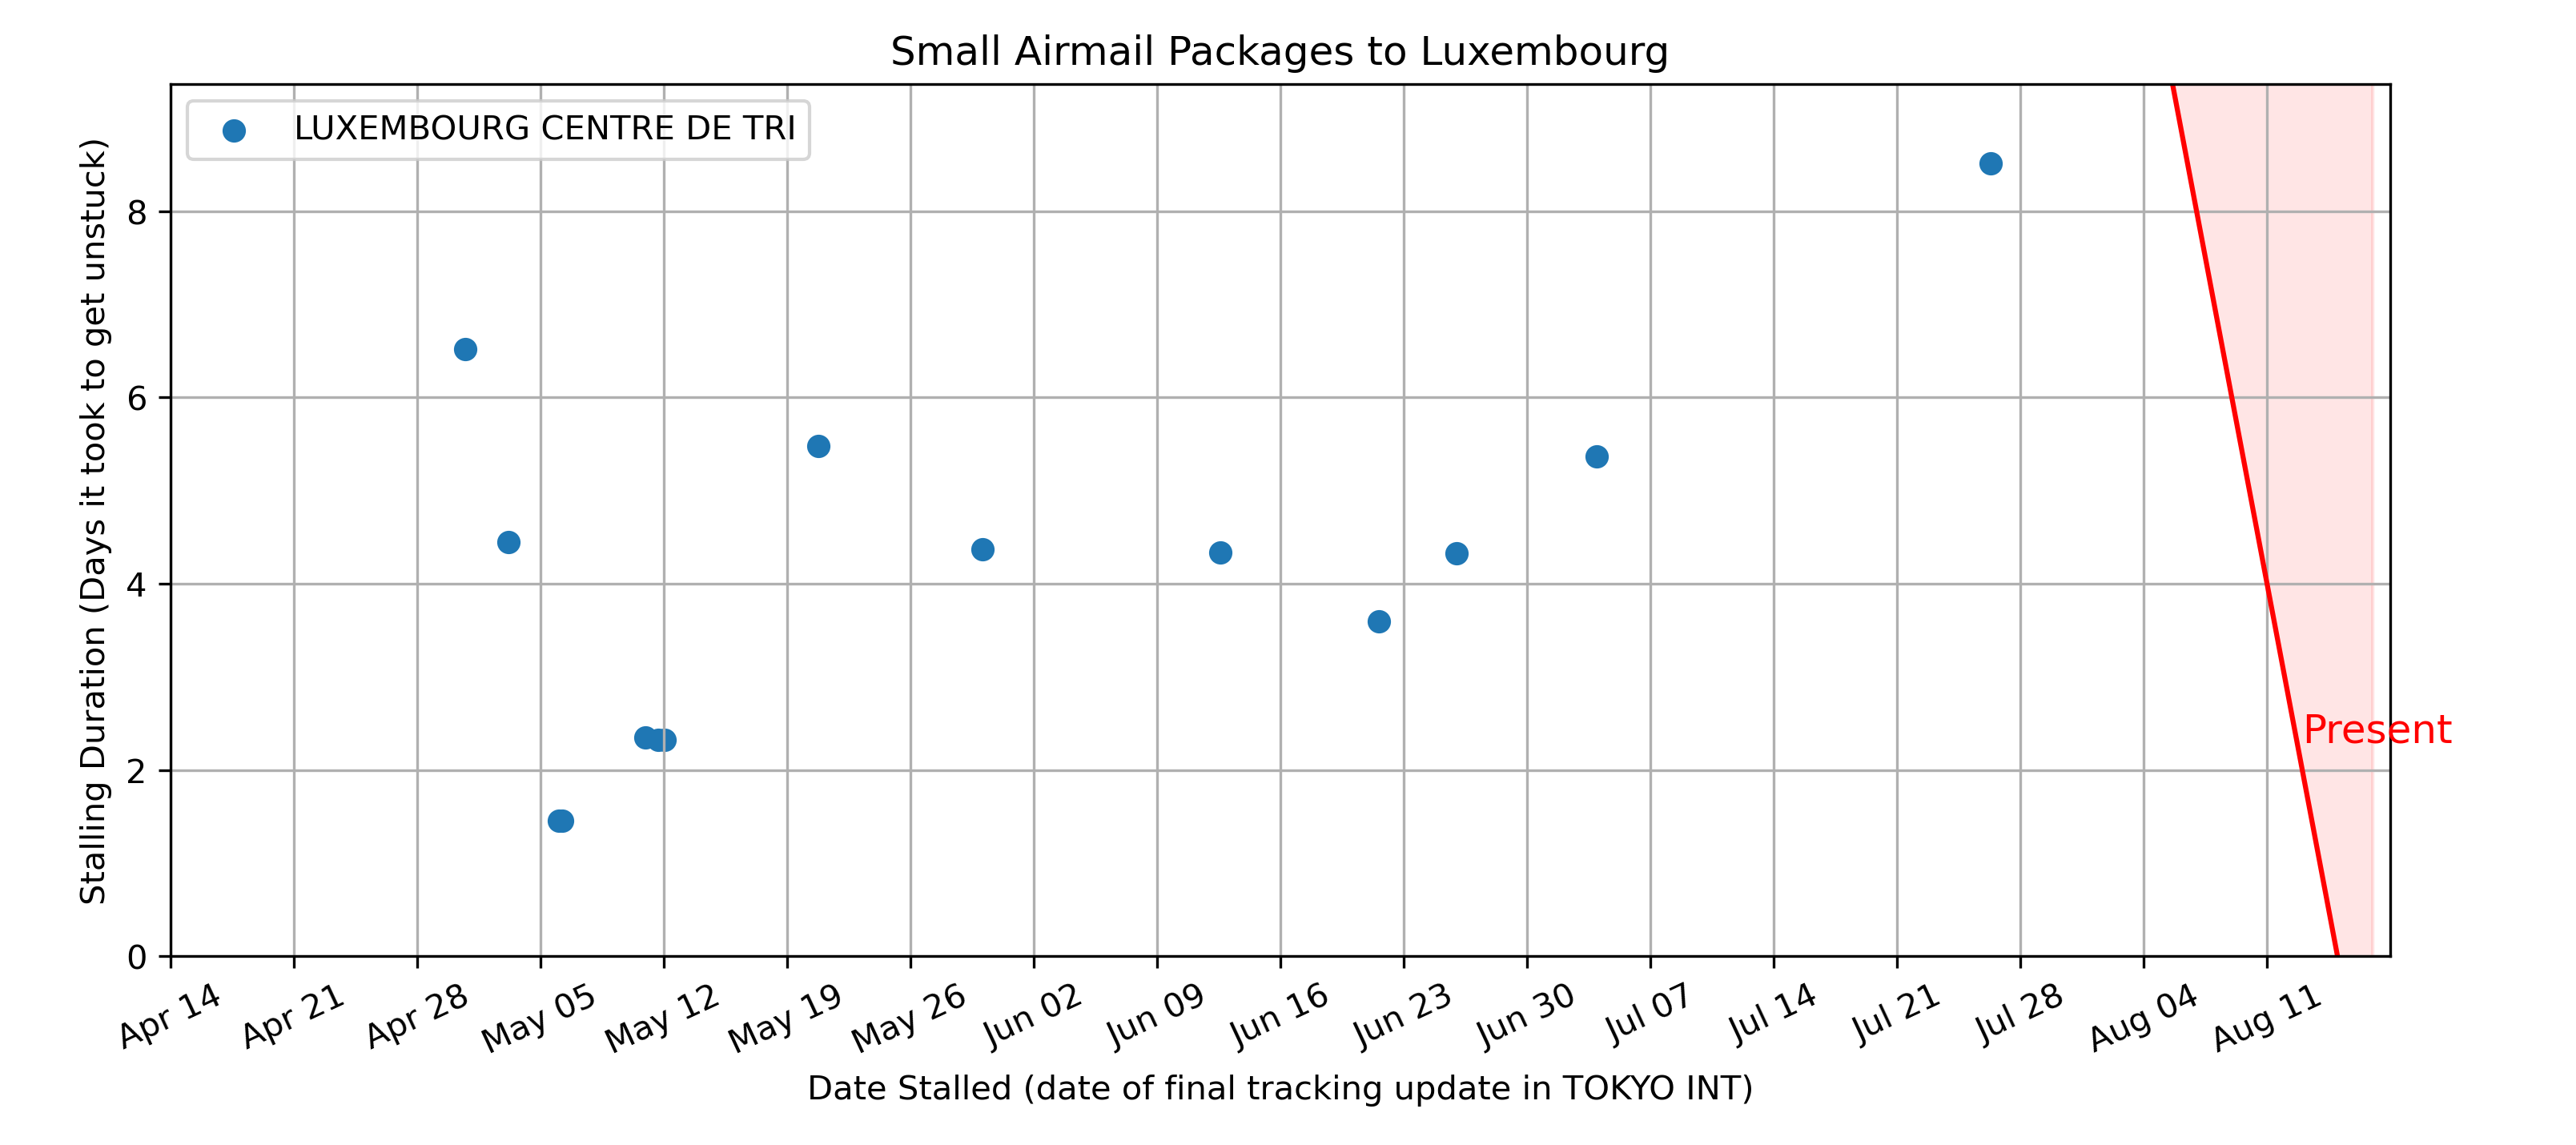 Small Airmail Packages to Luxembourg
LUXEMBOURG CENTRE DE TRI
Stalling Duration (Days it took to get unstuck)
8
6
4
2
0
Present
Apr 14 Apr 21 Apr 28 May 05 May 12 May 19 May 26 Jun 02 Jun 09 Jun 16 Jun 23 Jun 30 Jul 07 Jul 14 Jul 21 Jul 28 Aug 04 Aug 11
Date Stalled (date of final tracking update in TOKYO INT)